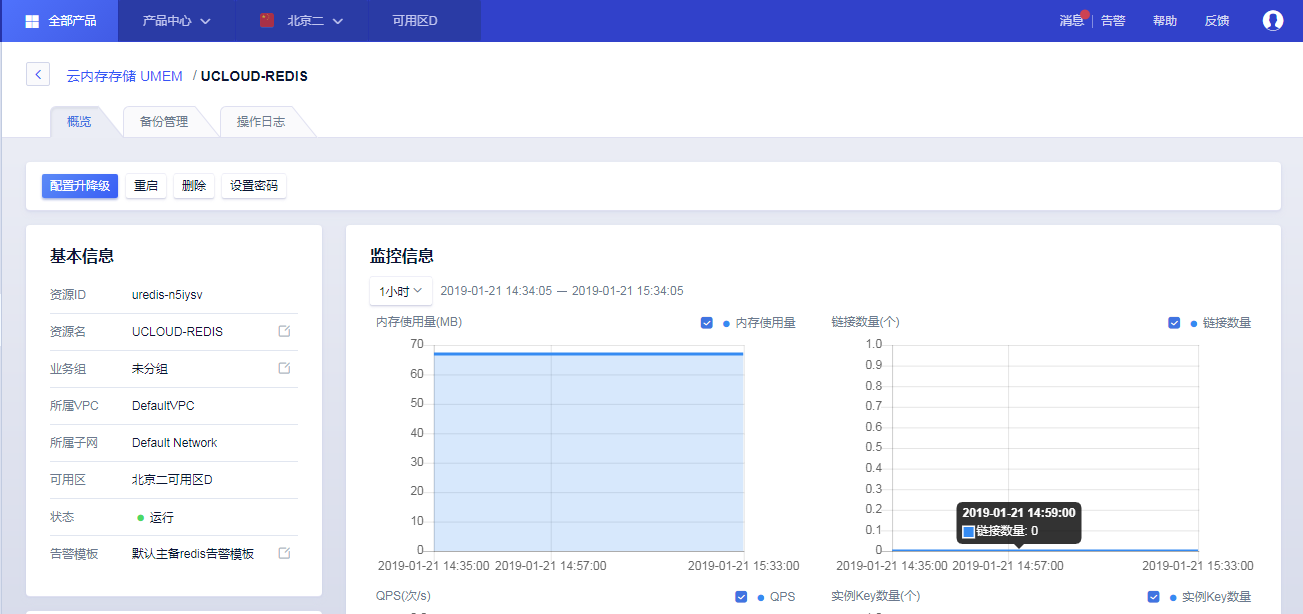 全部产品 产品中心 北京二 可用区D 消息 告警 帮助 反馈
云内存存储 UMEM / UCLOUD-REDIS
概览 备份管理 操作日志
配置升降级 重启 删除 设置密码
基本信息
资源ID uredis-n5iysv
资源名 UCLOUD-REDIS
业务组 未分组
所属VPC DefaultVPC
所属子网 Default Network
可用区 北京二可用区D
状态 运行
告警模板 默认主备redis告警模板
监控信息
1小时 2019-01-21 14:34:05 — 2019-01-21 15:34:05
内存使用量(MB) 内存使用量
70
60
50
40
30
20
10
0
2019-01-21 14:35:00 2019-01-21 14:57:00 2019-01-21 15:33:00
链接数量(个) 链接数量
1.0
0.9
0.8
0.7
0.6
0.5
0.4
0.3
0.2
0.1
0
2019-01-21 14:59:00
链接数量: 0
2019-01-21 14:35:00 2019-01-21 14:57:00 2019-01-21 15:33:00
QPS(次/s) QPS
实例Key数量(个) 实例Key数量